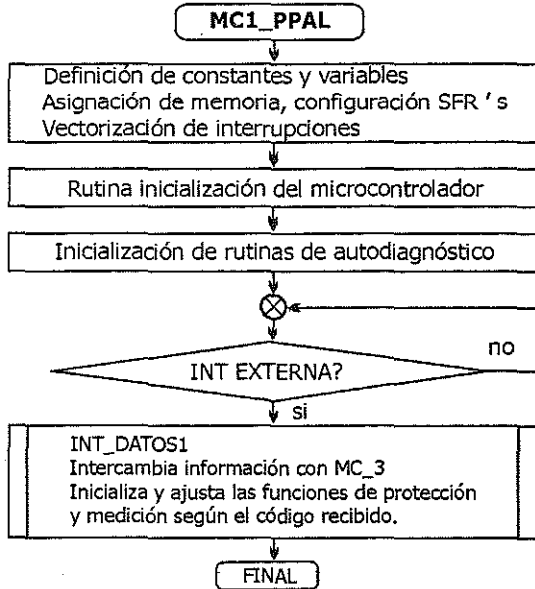 MC1_PPAL
Definición de constantes y variables
Asignación de memoria, configuración SFR ' s
Vectorización de interrupciones
Rutina inicialización del microcontrolador
Inicialización de rutinas de autodiagnóstico
INT EXTERNA?
no
si
INT_DATOS1
Intercambia información con MC_3
Inicializa y ajusta las funciones de protección
y medición según el código recibido.
FINAL